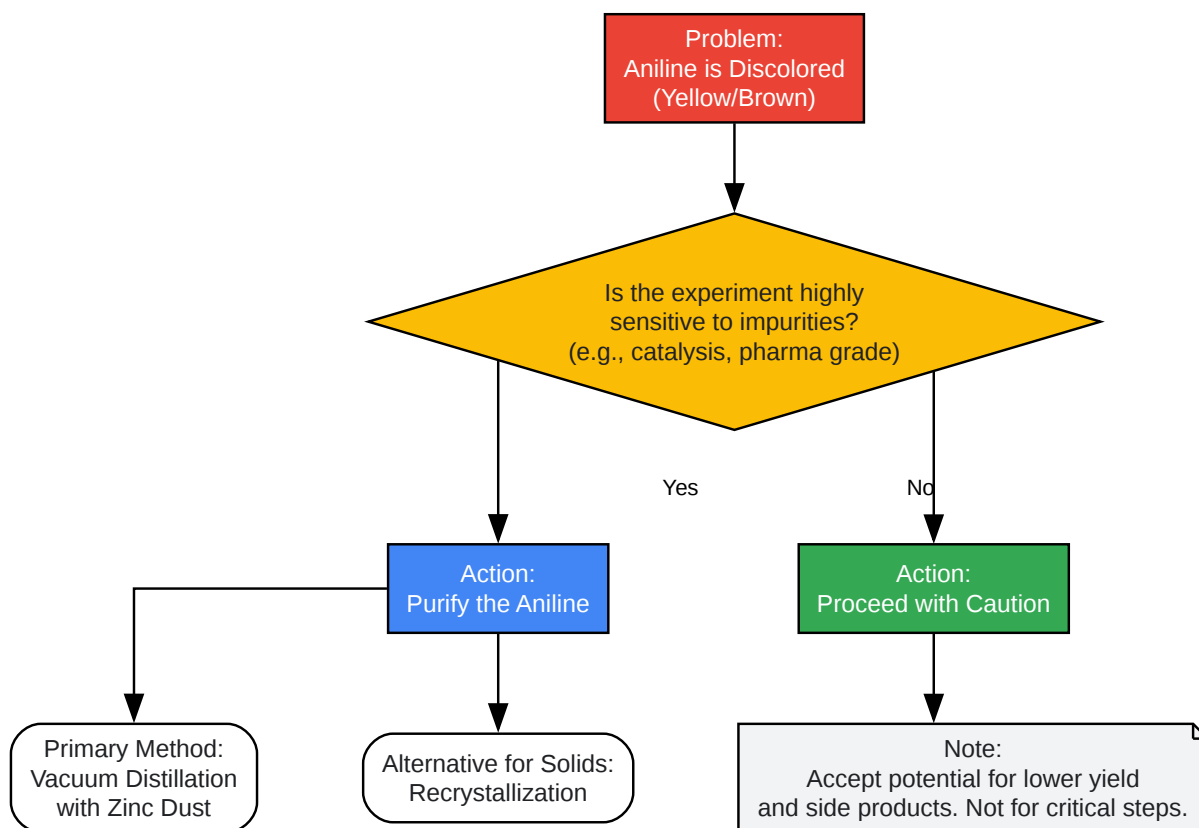 Problem:
Aniline is Discolored
(Yellow/Brown)
Is the experiment highly
sensitive to impurities?
(e.g., catalysis, pharma grade)
Yes
No
Action:
Purify the Aniline
Action:
Proceed with Caution
Primary Method:
Vacuum Distillation
with Zinc Dust
Alternative for Solids:
Recrystallization
Note:
Accept potential for lower yield
and side products. Not for critical steps.